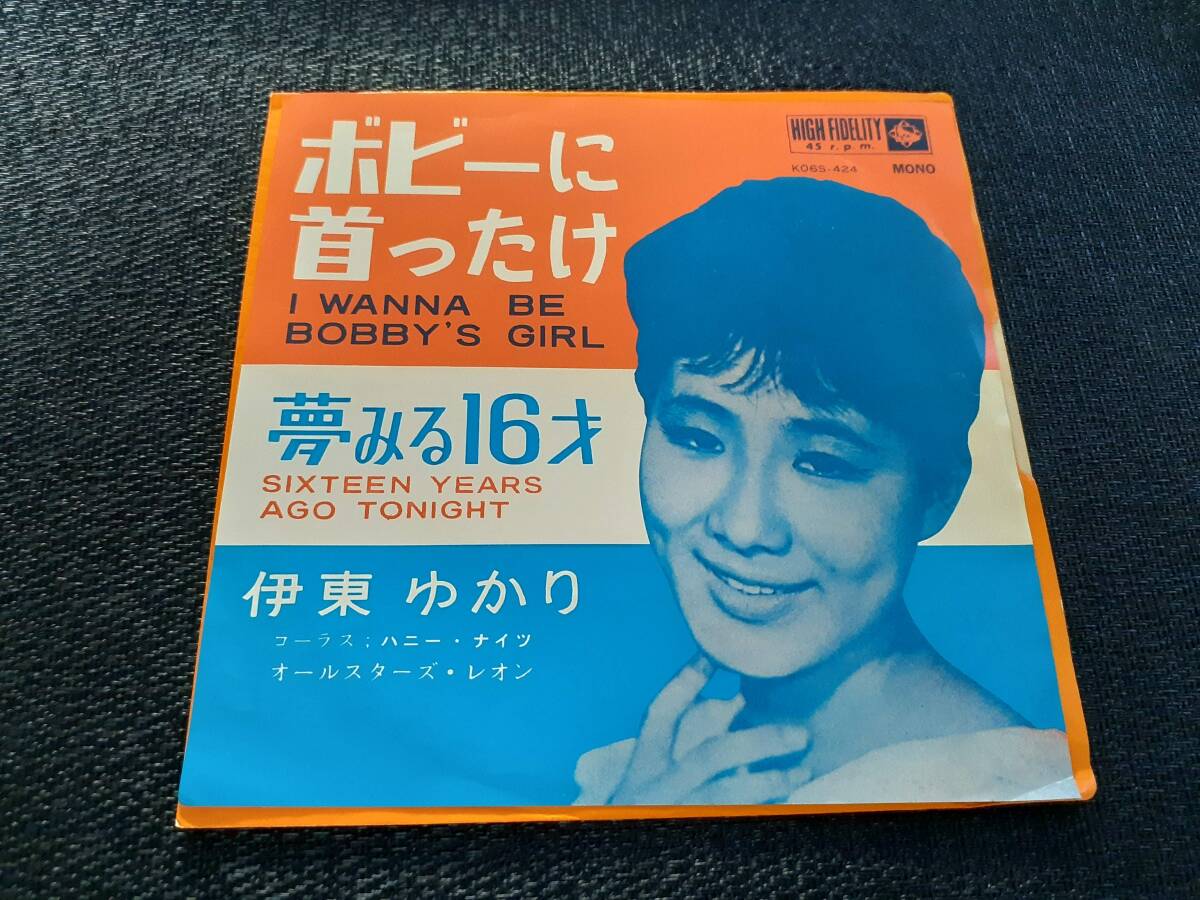 ボビーに
首ったけ
I WANNA BE
BOBBY'S GIRL
HIGH FIDELITY
45 r.p.m.
K06S-424 MONO
夢みる16才
SIXTEEN YEARS
AGO TONIGHT
伊東ゆかり
コーラス；ハニー・ナイツ
オールスターズ・レオン